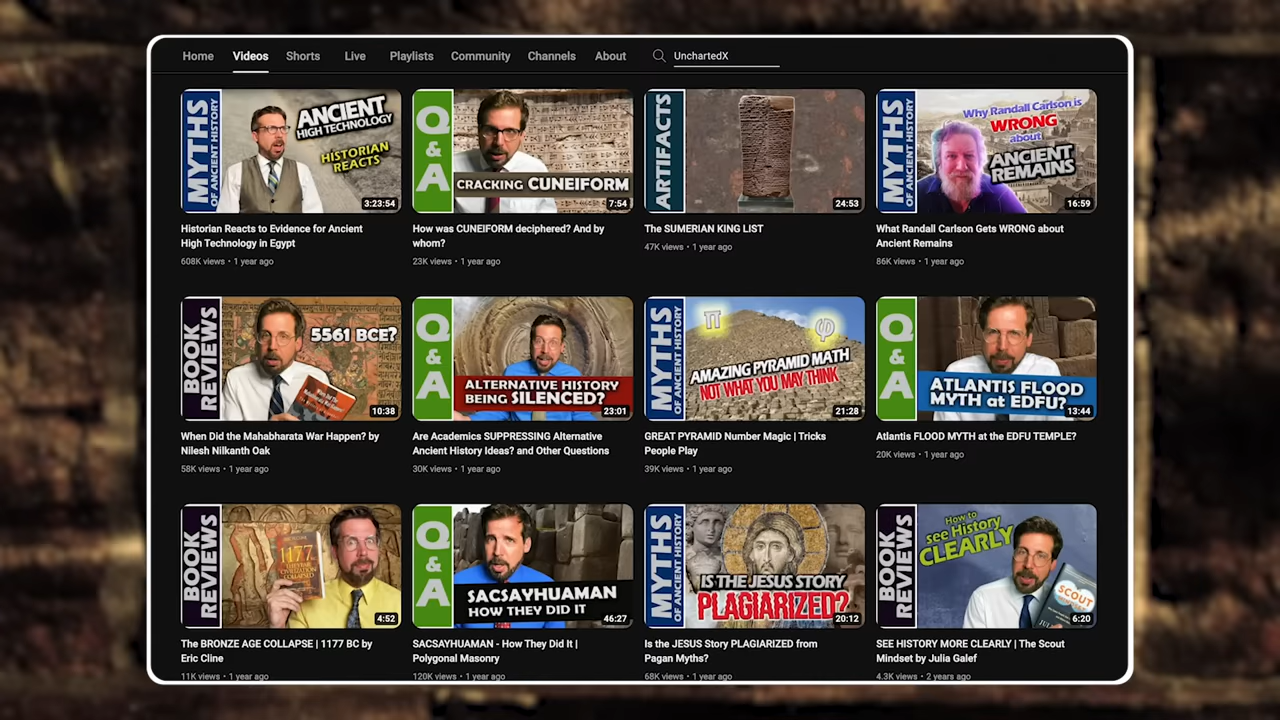 Home Videos Shorts Live Playlists Community Channels About UnchartedX
MYTHS
OF ANCIENT HISTORY
ANCIENT
HIGH TECHNOLOGY
HISTORIAN
REACTS
3:23:54
Historian Reacts to Evidence for Ancient
High Technology in Egypt
608K views • 1 year ago
Q
&
A
CRACKING CUNEIFORM
7:54
How was CUNEIFORM deciphered? And by
whom?
23K views • 1 year ago
ARTIFACTS
24:53
The SUMERIAN KING LIST
47K views • 1 year ago
MYTHS
OF ANCIENT HISTORY
Why Randall Carlson is
WRONG
about
ANCIENT
REMAINS
16:59
What Randall Carlson Gets WRONG about
Ancient Remains
86K views • 1 year ago
BOOK
REVIEWS
5561 BCE?
10:38
When Did the Mahabharata War Happen? by
Nilesh Nilkanth Oak
58K views • 1 year ago
Q
&
A
ALTERNATIVE HISTORY
BEING SILENCED?
23:01
Are Academics SUPPRESSING Alternative
Ancient History Ideas? and Other Questions
30K views • 1 year ago
MYTHS
OF ANCIENT HISTORY
π φ
AMAZING PYRAMID MATH
NOT WHAT YOU MAY THINK
21:28
GREAT PYRAMID Number Magic | Tricks
People Play
39K views • 1 year ago
Q
&
A
ATLANTIS FLOOD
MYTH at EDFU?
13:44
Atlantis FLOOD MYTH at the EDFU TEMPLE?
20K views • 1 year ago
BOOK
REVIEWS
1177
4:52
The BRONZE AGE COLLAPSE | 1177 BC by
Eric Cline
11K views • 1 year ago
Q
&
A
SACSAYHUAMAN
HOW THEY DID IT
46:27
SACSAYHUAMAN - How They Did It |
Polygonal Masonry
120K views • 1 year ago
MYTHS
OF ANCIENT HISTORY
IS THE JESUS STORY
PLAGIARIZED?
20:12
Is the JESUS Story PLAGIARIZED from
Pagan Myths?
68K views • 1 year ago
BOOK
REVIEWS
How to
see History
CLEARLY
SCOUT
6:20
SEE HISTORY MORE CLEARLY | The Scout
Mindset by Julia Galef
4.3K views • 2 years ago